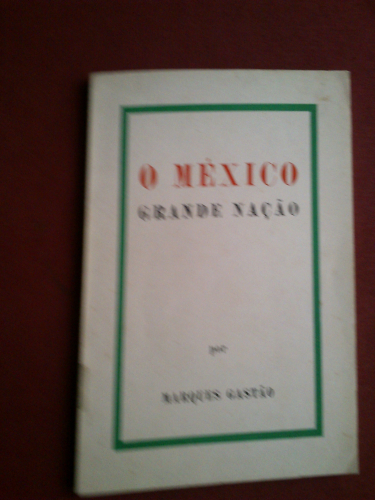 O MÉXICO
GRANDE NAÇÃO
por
MARQUES GASTÃO